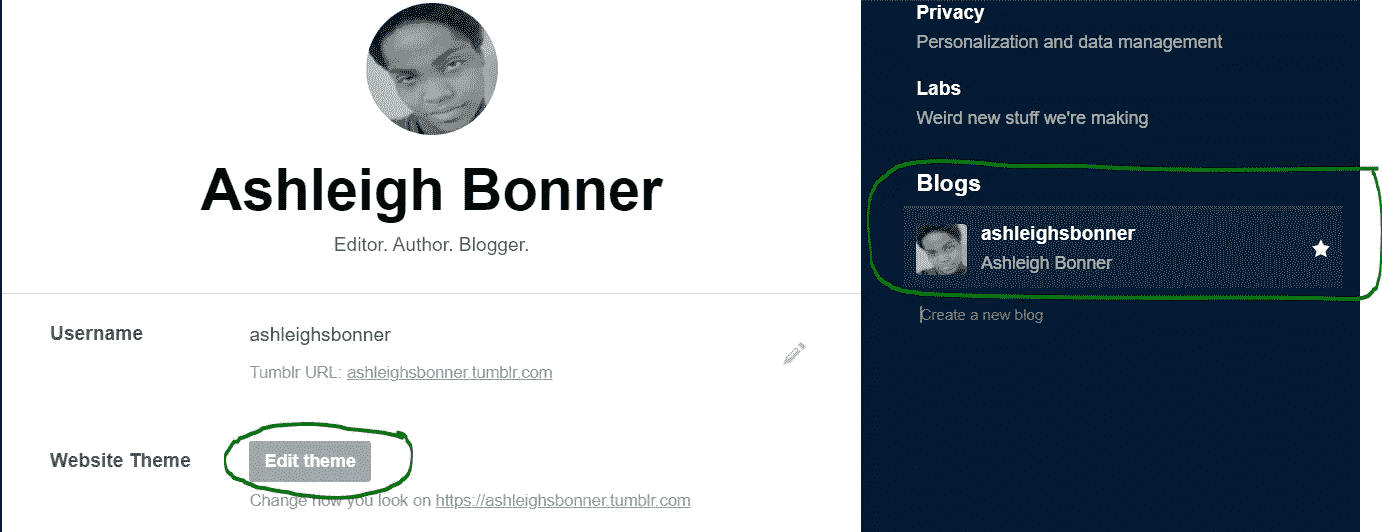 Ashleigh Bonner
Editor. Author. Blogger.
Username
ashleighsbonner
Tumblr URL: ashleighsbonner.tumblr.com
Website Theme
Edit theme
Change how you look on https://ashleighsbonner.tumblr.com
Privacy
Personalization and data management
Labs
Weird new stuff we're making
Blogs
ashleighsbonner
Ashleigh Bonner
Create a new blog